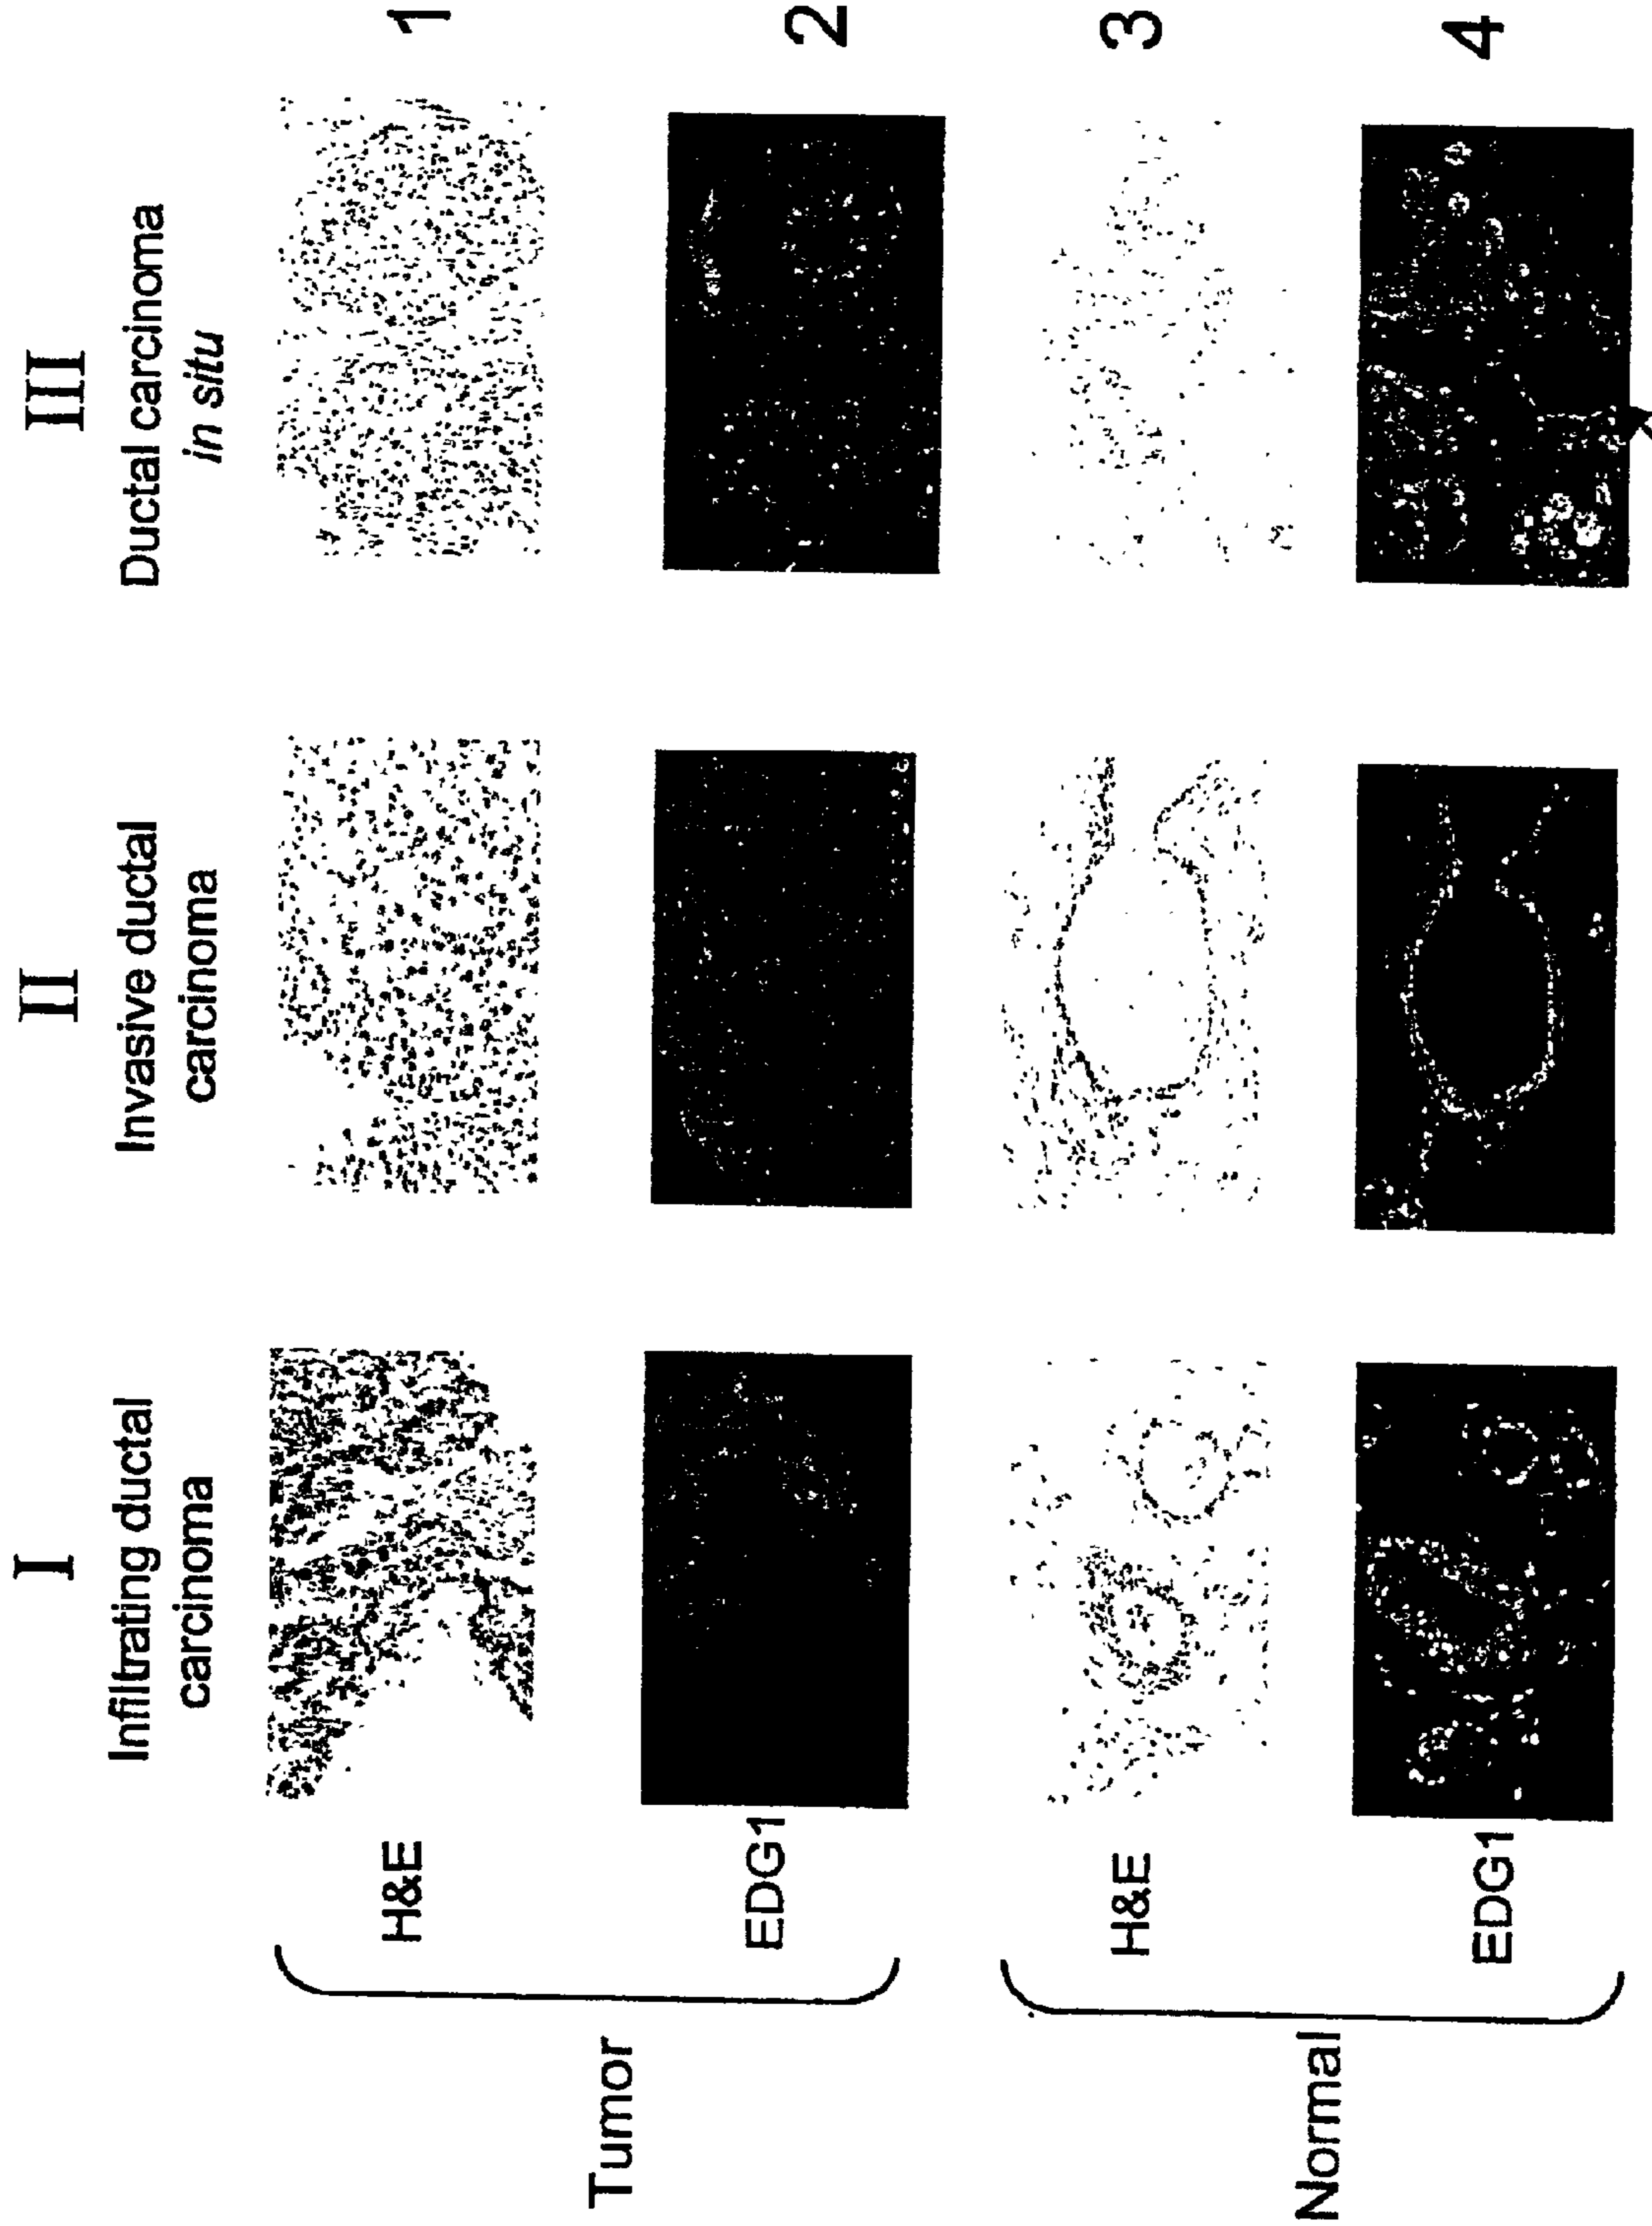 I
II
III
Infiltrating ductal
carcinoma
Invasive ductal
carcinoma
Ductal carcinoma
in situ
Tumor
H&E
1
EDG1
2
Normal
H&E
3
EDG1
4